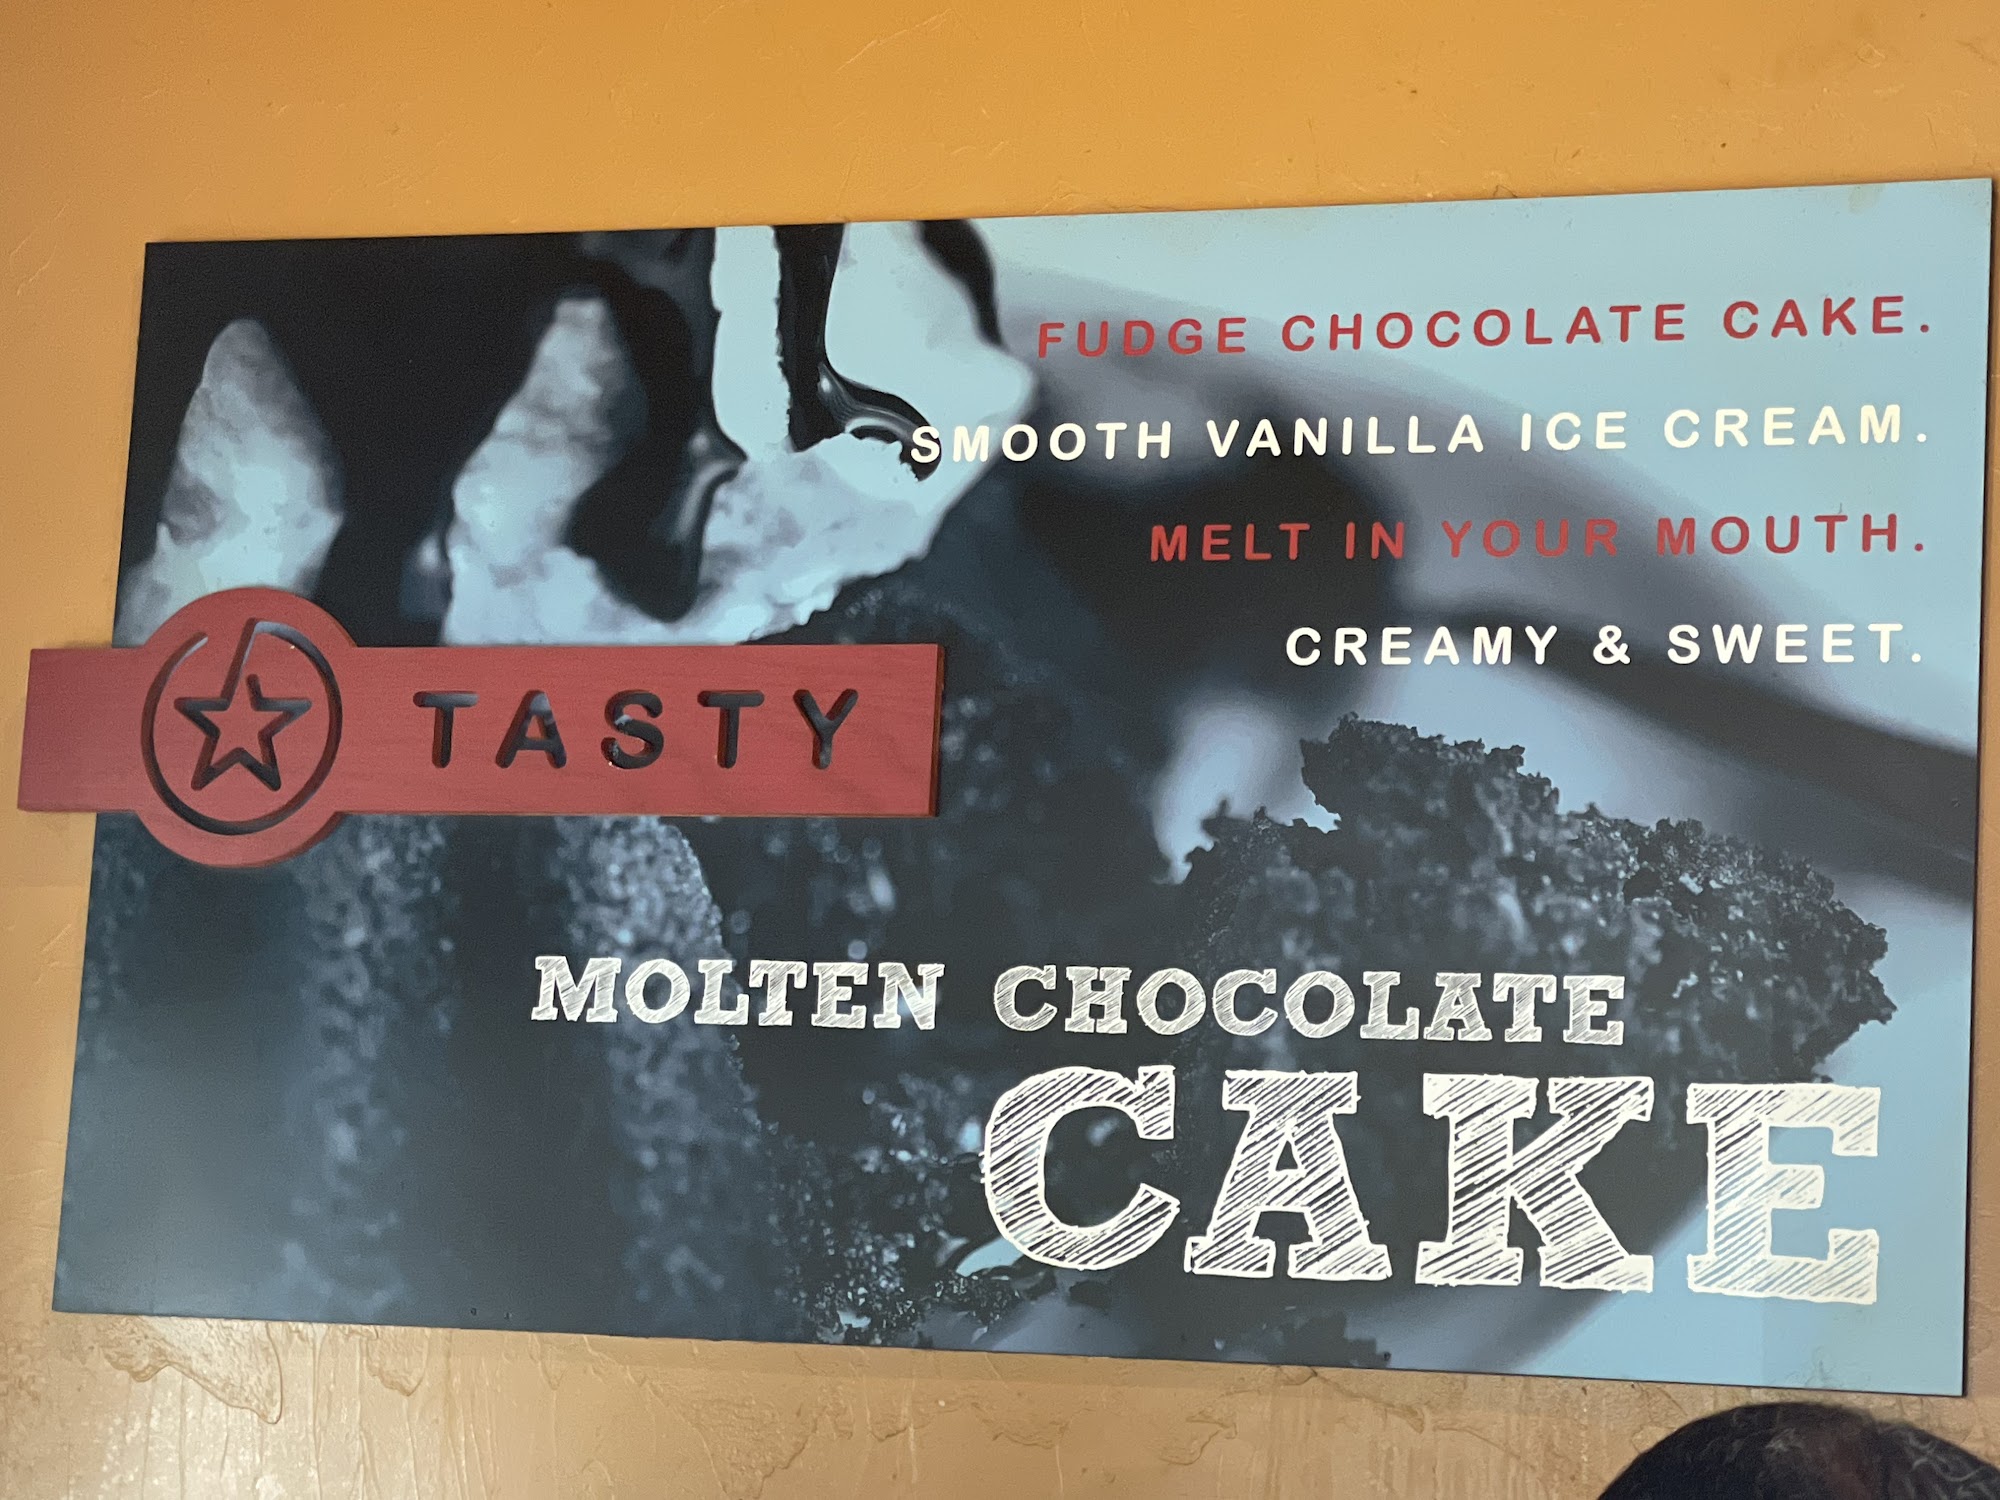 FUDGE CHOCOLATE CAKE.
SMOOTH VANILLA ICE CREAM.
MELT IN YOUR MOUTH.
CREAMY & SWEET.
TASTY
MOLTEN CHOCOLATE
CAKE